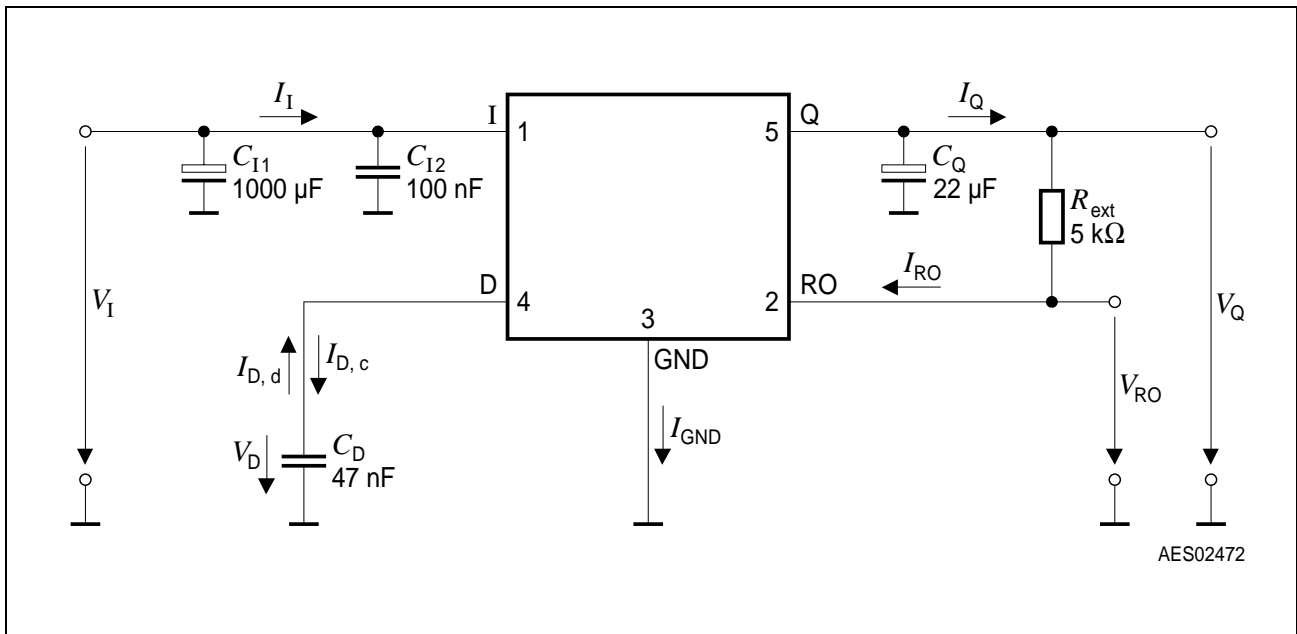 I_I
I
1
C_I1
1000 µF
C_I2
100 nF
5
Q
I_Q
C_Q
22 µF
R_ext
5 kΩ
V_I
D
4
I_D, d
I_D, c
V_D
C_D
47 nF
3
GND
I_GND
2
RO
I_RO
V_RO
V_Q
AES02472